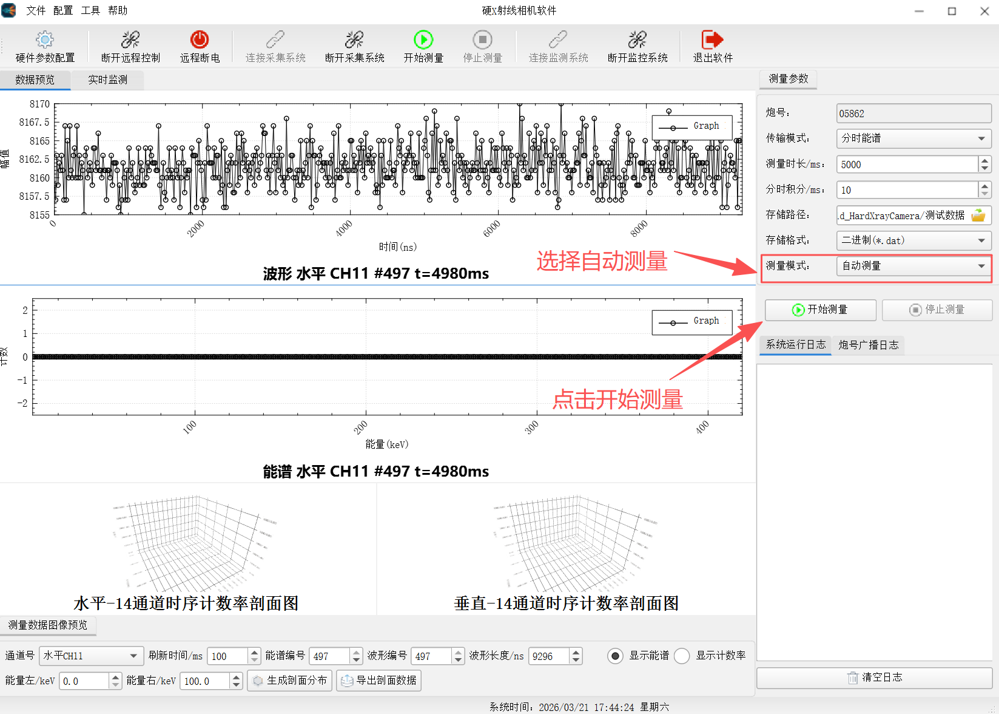 文件 配置 工具 帮助
硬X射线相机软件
硬件参数配置 断开远程控制 远程断电 连接采集系统 断开采集系统 开始测量 停止测量 连接监测系统 断开监控系统 退出软件
数据预览 实时监测
测量参数
8170
8167.5
8165
8162.5
8160
8157.5
8155
幅值
0 2000 4000 6000 8000
时间(ns)
Graph
波形 水平 CH11 #497 t=4980ms
炮号: 05862
传输模式: 分时能谱
测量时长/ms: 5000
分时积分/ms: 10
存储路径: .d_HardXrayCamera/测试数据
存储格式: 二进制(*.dat)
测量模式: 自动测量
选择自动测量
开始测量 停止测量
点击开始测量
系统运行日志 炮号广播日志
2
1
0
-1
-2
计数
100 200 300 400
能量(keV)
Graph
能谱 水平 CH11 #497 t=4980ms
水平-14通道时序计数率剖面图
垂直-14通道时序计数率剖面图
测量数据图像预览
通道号 水平CH11 刷新时间/ms 100 能谱编号 497 波形编号 497 波形长度/ns 9296 显示能谱 显示计数率
能量左/keV 0.0 能量右/keV 100.0 生成剖面分布 导出剖面数据
清空日志
系统时间: 2026/03/21 17:44:24 星期六